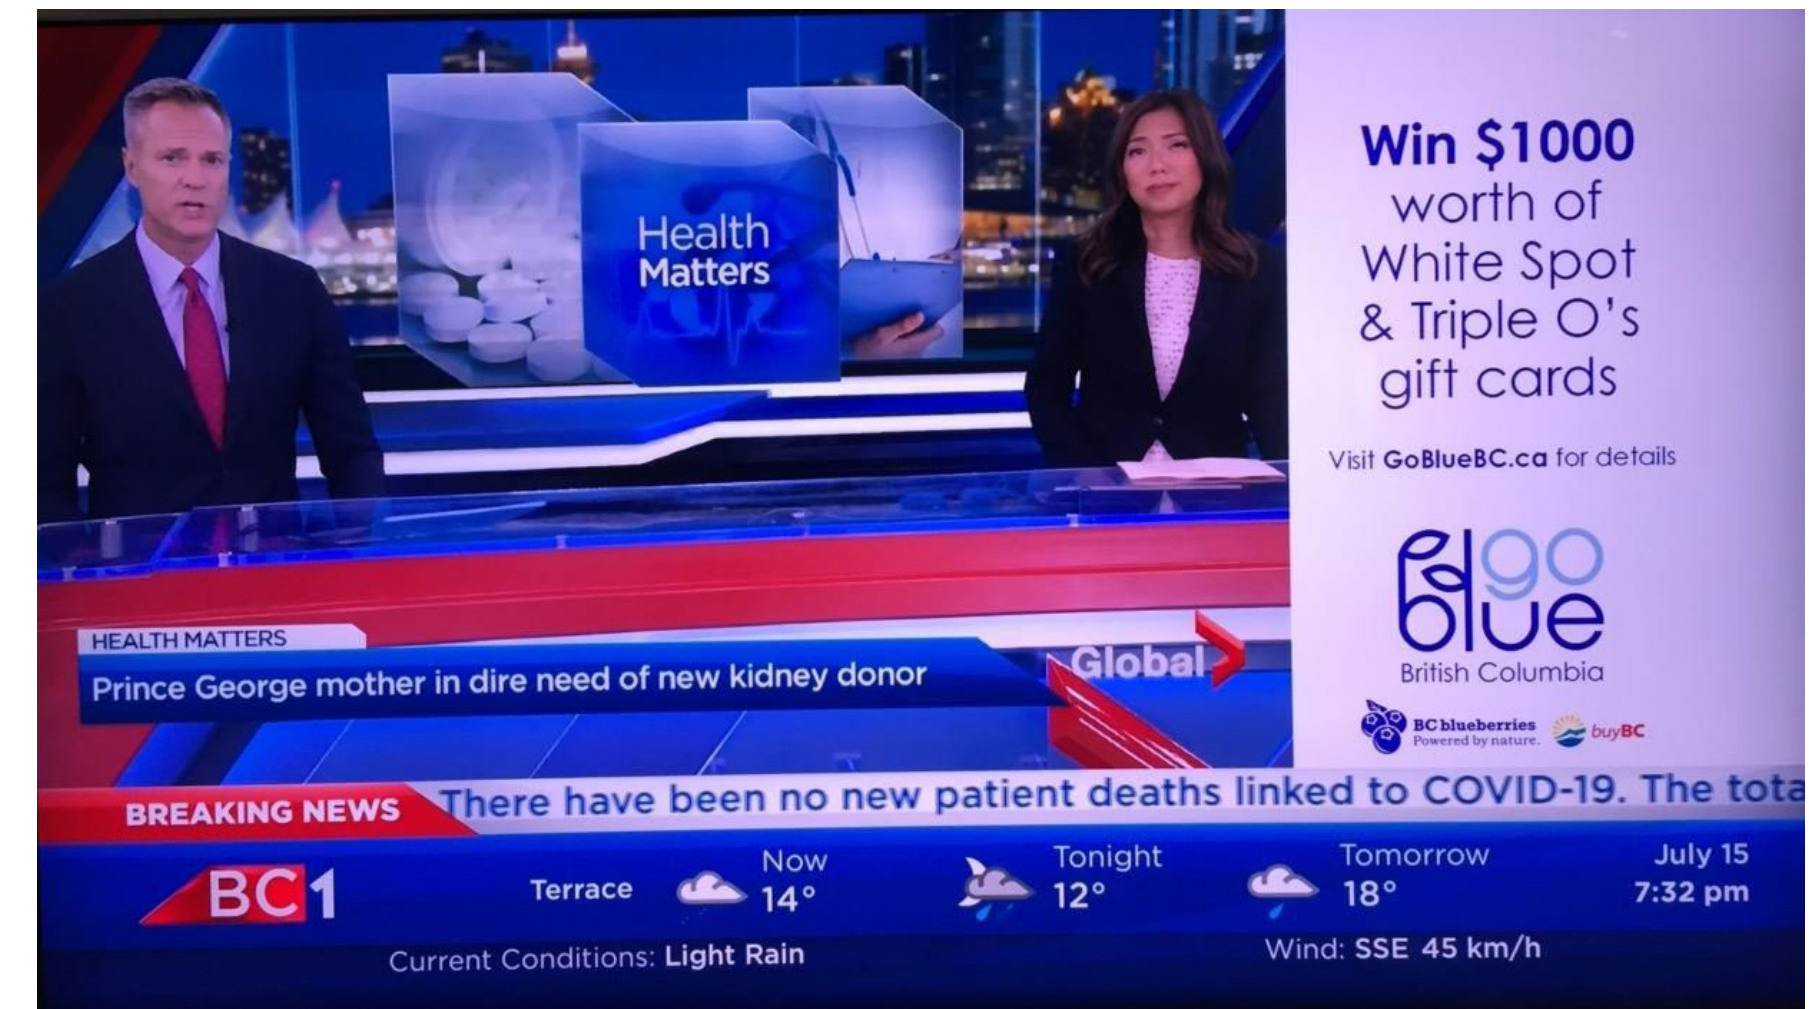 Health
Matters
Win $1000
worth of
White Spot
& Triple O's
gift cards
Visit GoBlueBC.ca for details
go
blue
British Columbia
BC blueberries
Powered by nature.
buyBC
HEALTH MATTERS
Prince George mother in dire need of new kidney donor
Global
BREAKING NEWS
There have been no new patient deaths linked to COVID-19. The tota
BC1
Terrace
Now
14°
Tonight
12°
Tomorrow
18°
July 15
7:32 pm
Current Conditions: Light Rain
Wind: SSE 45 km/h